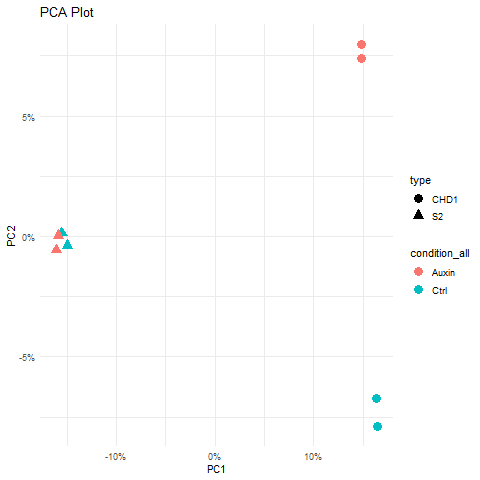 PCA Plot
5%
0%
-5%
PC2
-10%
0%
10%
PC1
type
CHD1
S2
condition_all
Auxin
Ctrl